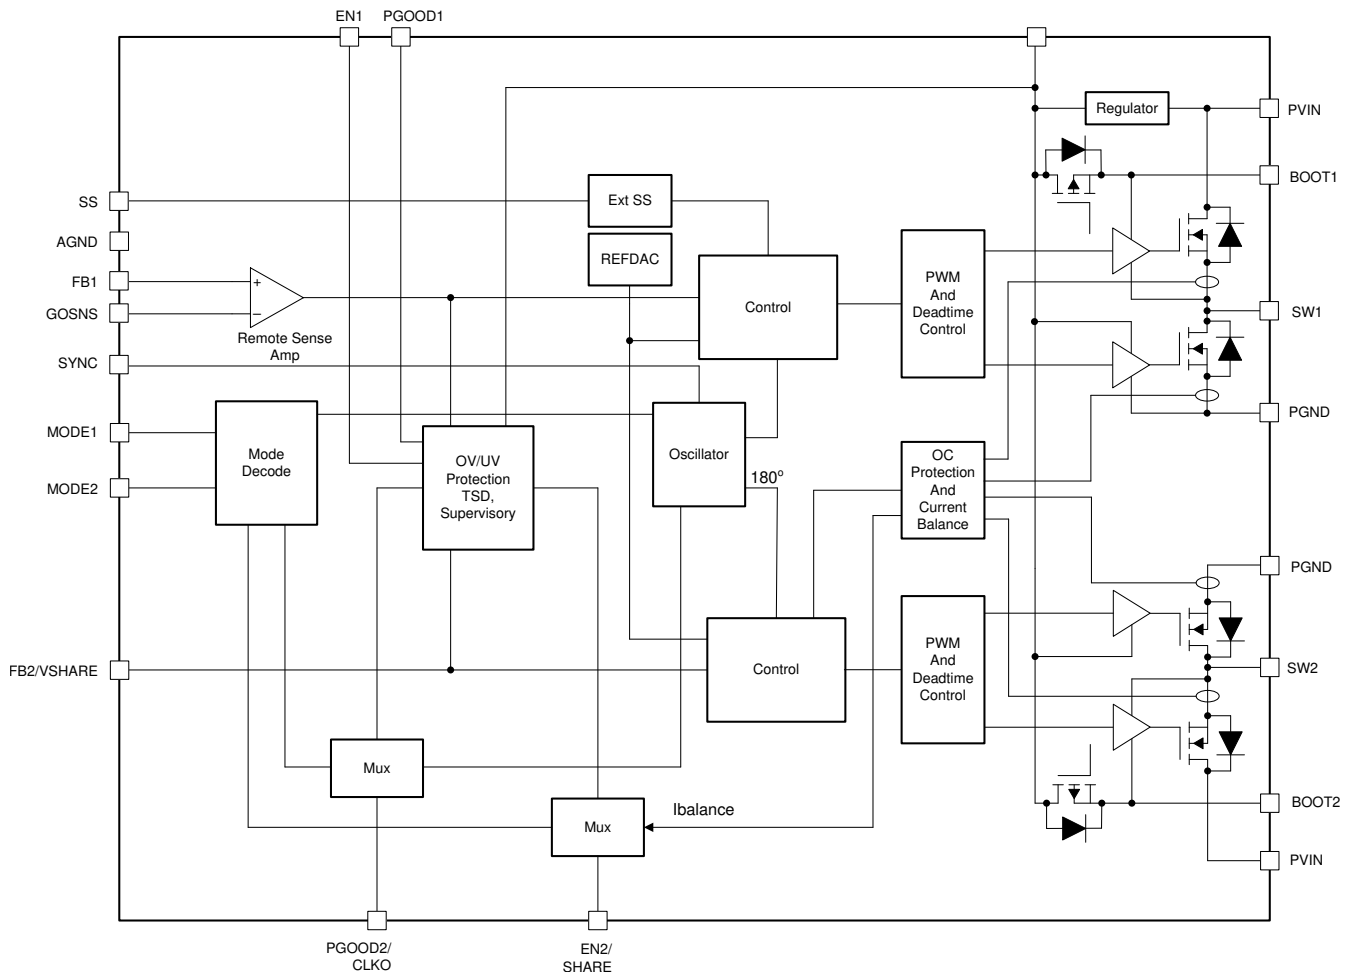 EN1
PGOOD1
Regulator
PVIN
BOOT1
SS
Ext SS
AGND
REFDAC
FB1
+
GOSNS
–
Remote Sense
Amp
Control
PWM
And
Deadtime
Control
SW1
SYNC
PGND
MODE1
MODE2
Mode
Decode
OV/UV
Protection
TSD,
Supervisory
Oscillator
180°
OC
Protection
And
Current
Balance
PGND
FB2/VSHARE
Control
PWM
And
Deadtime
Control
SW2
Mux
Mux
Ibalance
BOOT2
PVIN
PGOOD2/
CLKO
EN2/
SHARE